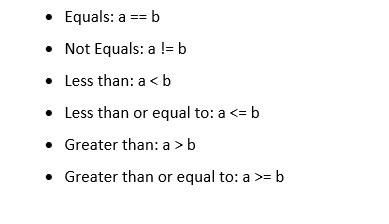 • Equals: a == b
• Not Equals: a != b
• Less than: a < b
• Less than or equal to: a <= b
• Greater than: a > b
• Greater than or equal to: a >= b